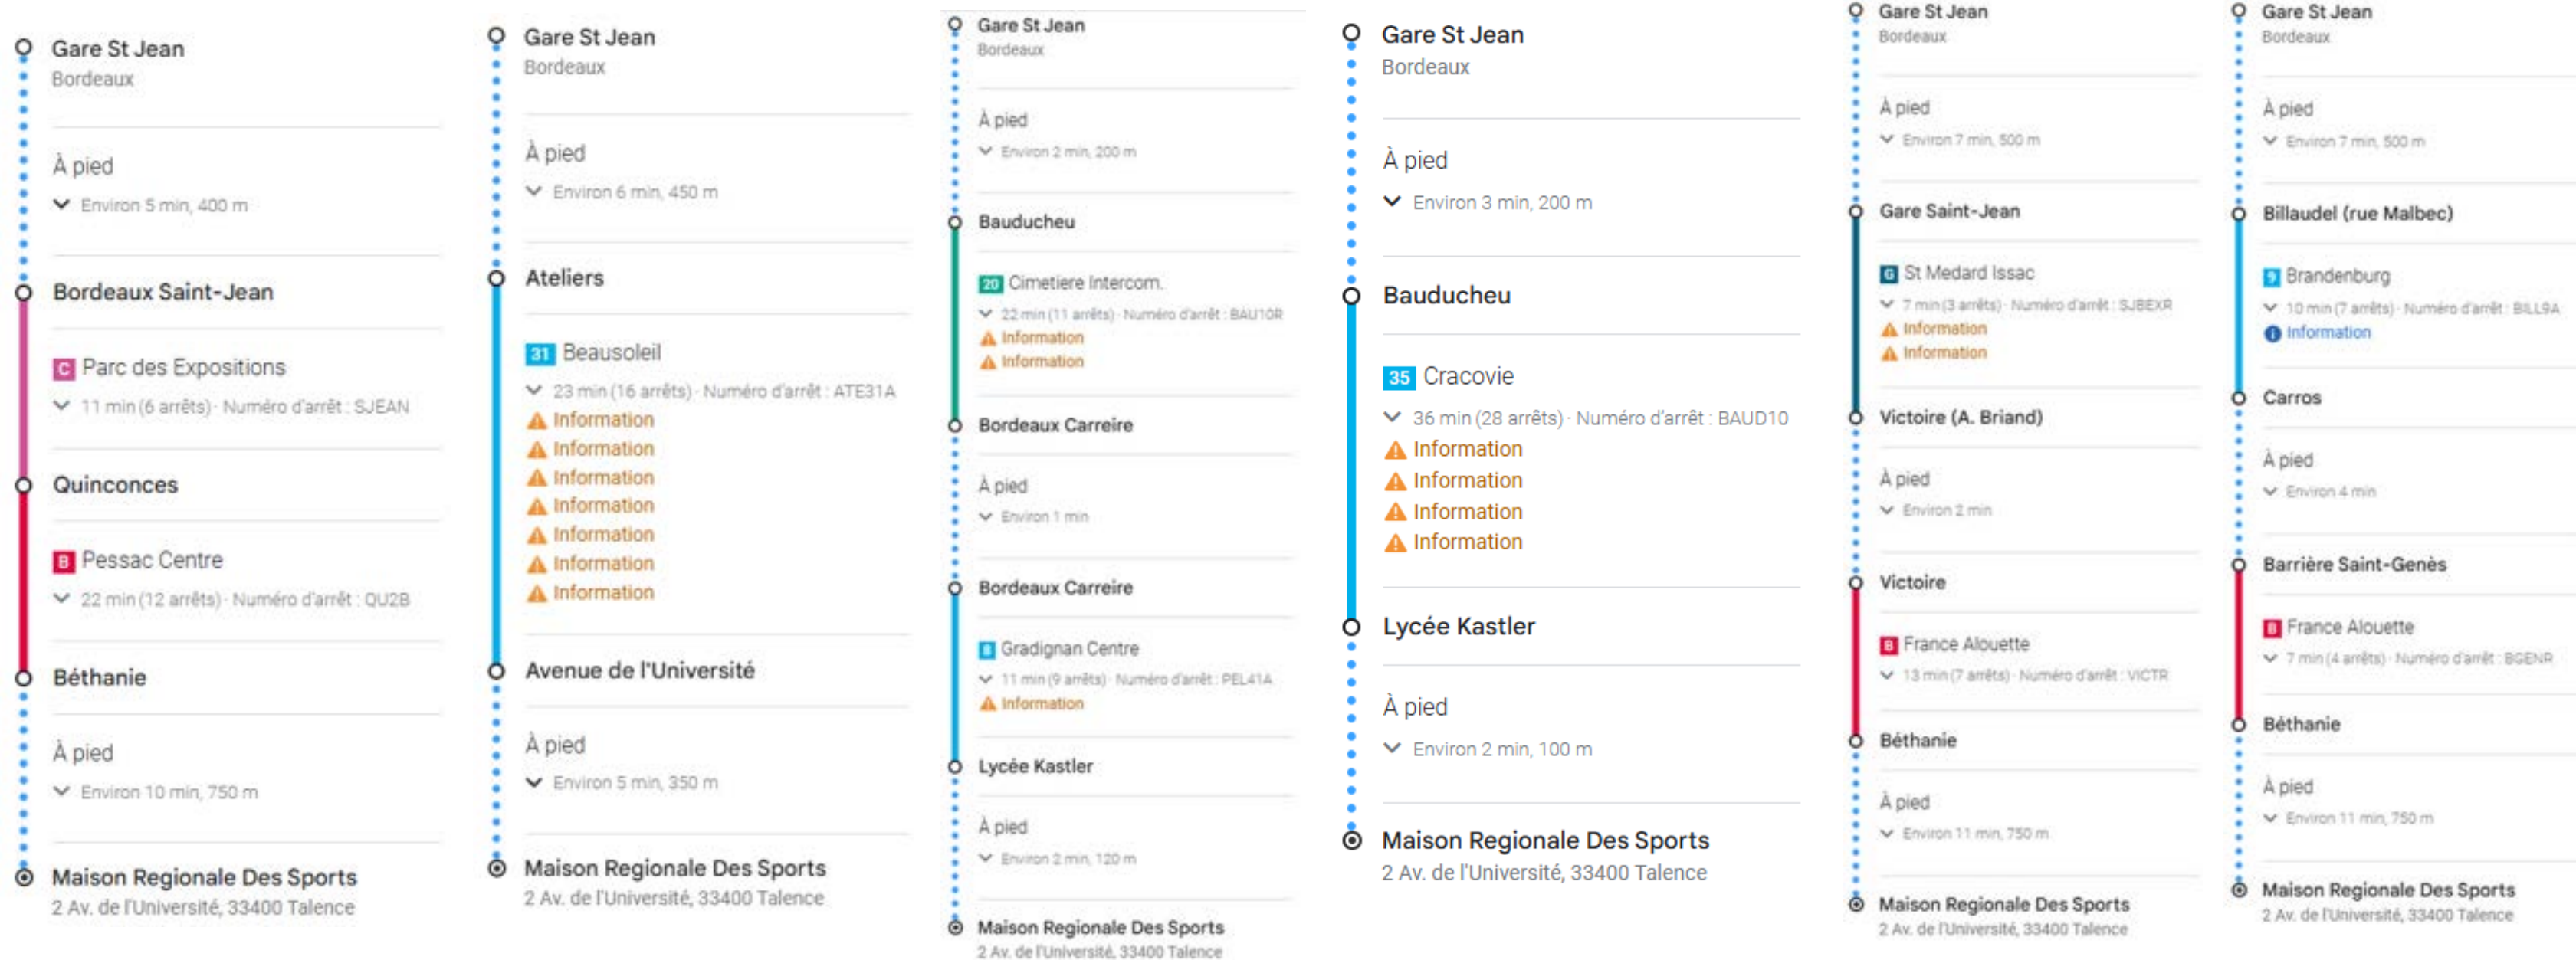 Gare St Jean
Bordeaux
À pied
Environ 5 min, 400 m
Bordeaux Saint-Jean
C Parc des Expositions
11 min (6 arrêts) · Numéro d'arrêt : SJEAN
Quinconces
B Pessac Centre
22 min (12 arrêts) · Numéro d'arrêt : QU2B
Béthanie
À pied
Environ 10 min, 750 m
Maison Regionale Des Sports
2 Av. de l'Université, 33400 Talence
Gare St Jean
Bordeaux
À pied
Environ 6 min, 450 m
Ateliers
31 Beausoleil
23 min (16 arrêts) · Numéro d'arrêt : ATE31A
Information
Information
Information
Information
Information
Information
Information
Avenue de l'Université
À pied
Environ 5 min, 350 m
Maison Regionale Des Sports
2 Av. de l'Université, 33400 Talence
Gare St Jean
Bordeaux
À pied
Environ 2 min, 200 m
Bauducheu
20 Cimetiere Intercom.
22 min (11 arrêts) · Numéro d'arrêt : BAU10R
Information
Information
Bordeaux Carreire
À pied
Environ 1 min
Bordeaux Carreire
8 Gradignan Centre
11 min (9 arrêts) · Numéro d'arrêt : PEL41A
Information
Lycée Kastler
À pied
Environ 2 min, 120 m
Maison Regionale Des Sports
2 Av. de l'Université, 33400 Talence
Gare St Jean
Bordeaux
À pied
Environ 3 min, 200 m
Bauducheu
35 Cracovie
36 min (28 arrêts) · Numéro d'arrêt : BAUD10
Information
Information
Information
Information
Lycée Kastler
À pied
Environ 2 min, 100 m
Maison Regionale Des Sports
2 Av. de l'Université, 33400 Talence
Gare St Jean
Bordeaux
À pied
Environ 7 min, 500 m
Gare Saint-Jean
G St Medard Issac
7 min (3 arrêts) · Numéro d'arrêt : SJBEXR
Information
Information
Victoire (A. Briand)
À pied
Environ 2 min
Victoire
B France Alouette
13 min (7 arrêts) · Numéro d'arrêt : VICTR
Béthanie
À pied
Environ 11 min, 750 m
Maison Regionale Des Sports
2 Av. de l'Université, 33400 Talence
Gare St Jean
Bordeaux
À pied
Environ 7 min, 500 m
Billaudel (rue Malbec)
9 Brandenburg
10 min (7 arrêts) · Numéro d'arrêt : BILL9A
Information
Carros
À pied
Environ 4 min
Barrière Saint-Genès
B France Alouette
7 min (4 arrêts) · Numéro d'arrêt : BGENR
Béthanie
À pied
Environ 11 min, 750 m
Maison Regionale Des Sports
2 Av. de l'Université, 33400 Talence